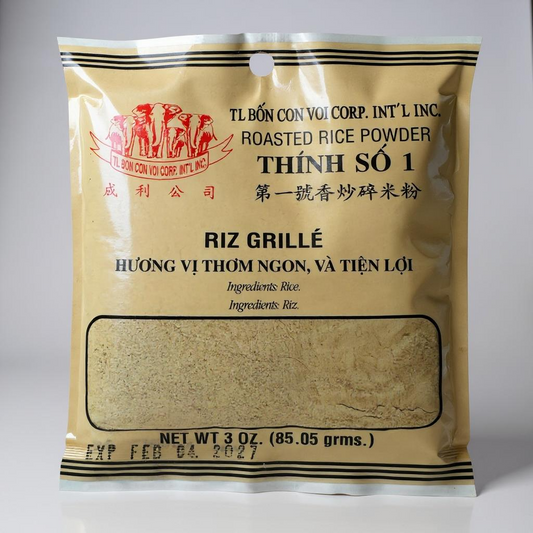 TL BỐN CON VOI CORP. INT'L INC.
ROASTED RICE POWDER
THÍNH SỐ 1
第一號香炒碎米粉
TL BỐN CON VOI CORP. INT'L INC.
成利公司
RIZ GRILLÉ
HƯƠNG VỊ THƠM NGON, VÀ TIỆN LỢI
Ingredients: Rice.
Ingredients: Riz.
NET WT 3 OZ. (85.05 grms.)
EXP FEB 04 2027